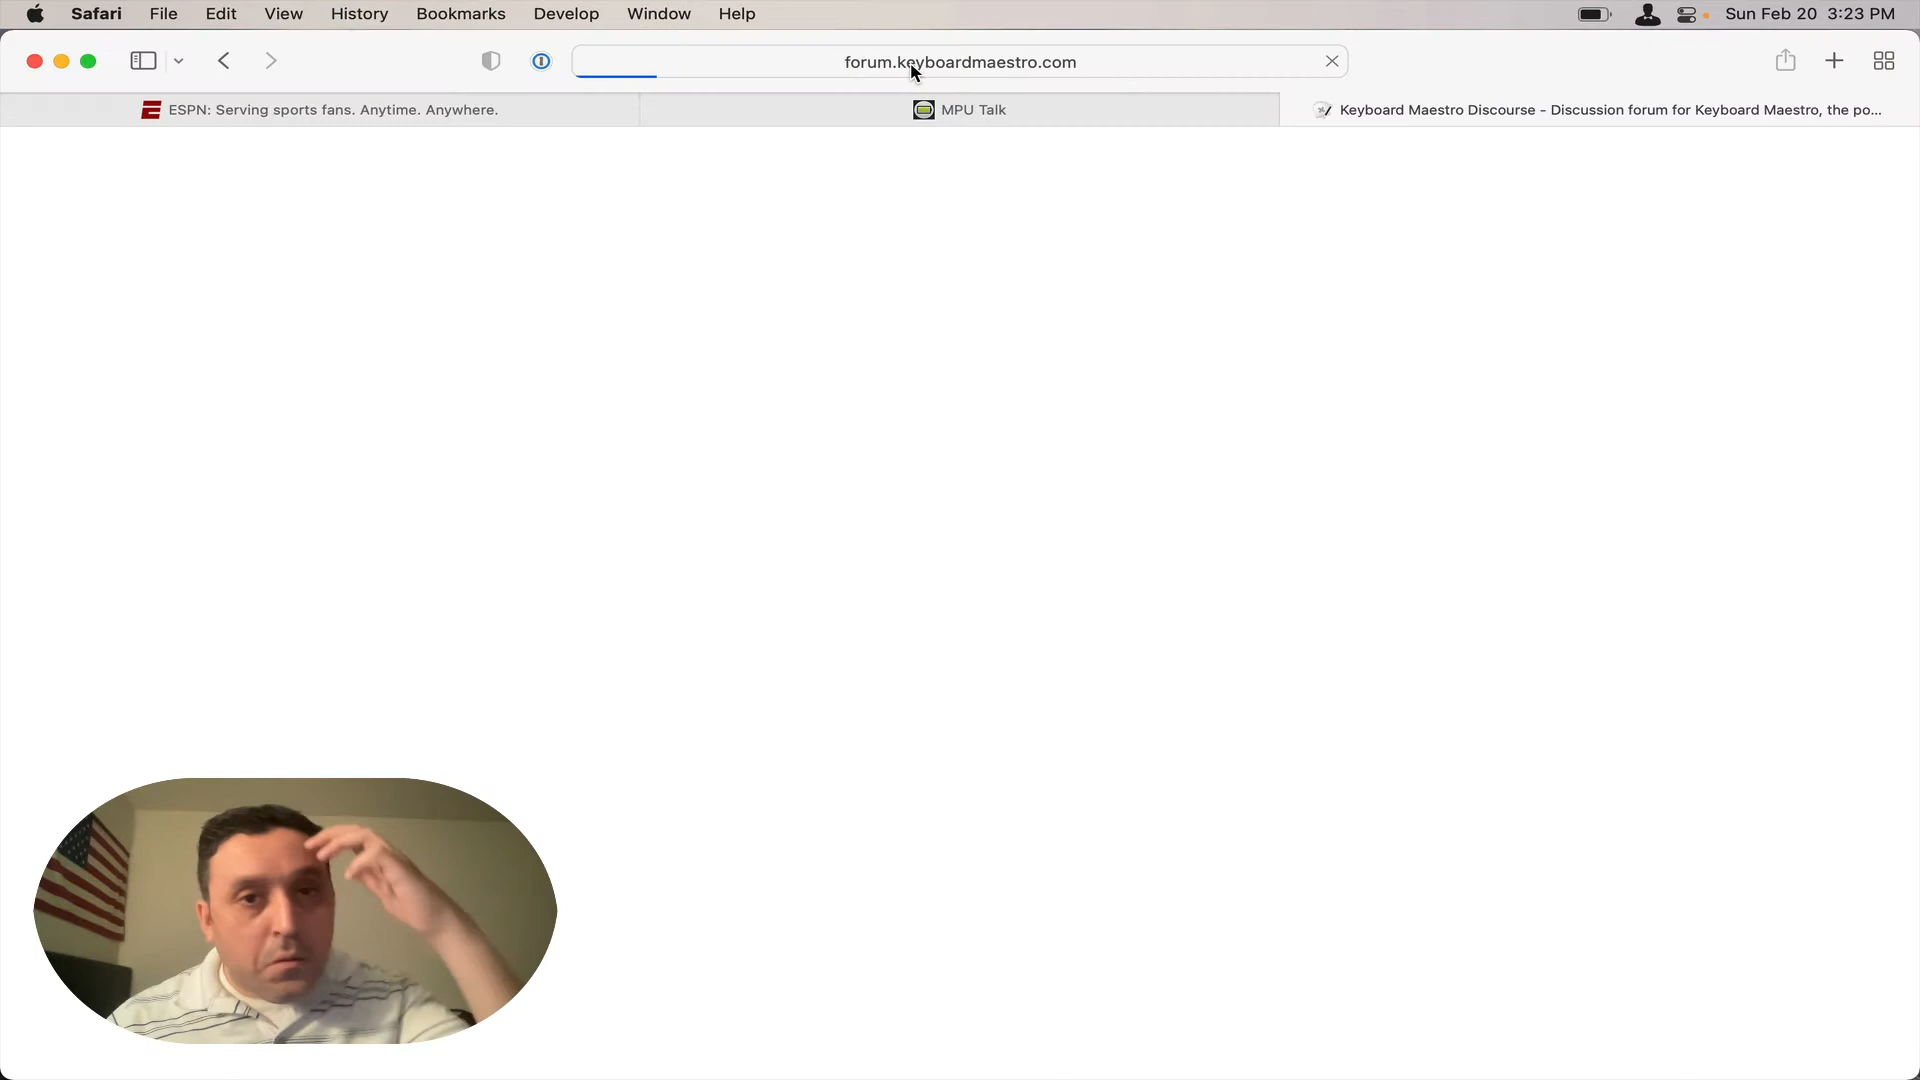 Safari File Edit View History Bookmarks Develop Window Help Sun Feb 20 3:23 PM
forum.keyboardmaestro.com
ESPN: Serving sports fans. Anytime. Anywhere. MPU Talk Keyboard Maestro Discourse - Discussion forum for Keyboard Maestro, the po...